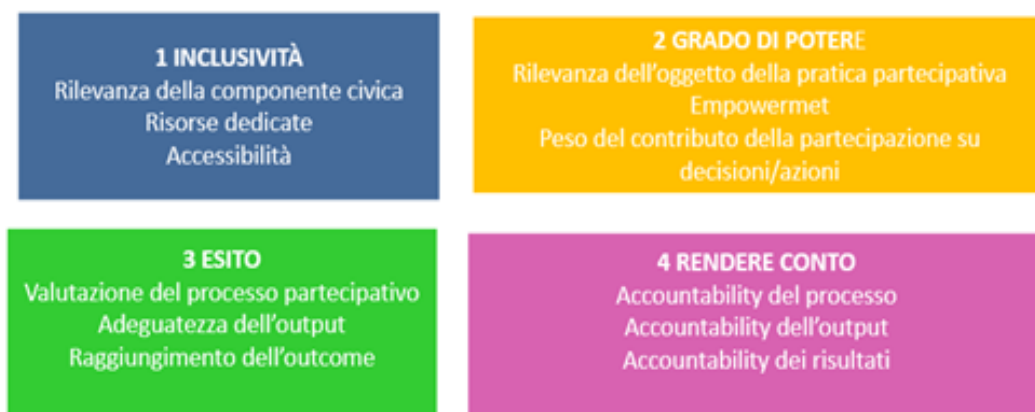 1 INCLUSIVITÀ
Rilevanza della componente civica
Risorse dedicate
Accessibilità
2 GRADO DI POTERE
Rilevanza dell'oggetto della pratica partecipativa
Empowermet
Peso del contributo della partecipazione su
decisioni/azioni
3 ESITO
Valutazione del processo partecipativo
Adeguatezza dell'output
Raggiungimento dell'outcome
4 RENDERE CONTO
Accountability del processo
Accountability dell'output
Accountability dei risultati